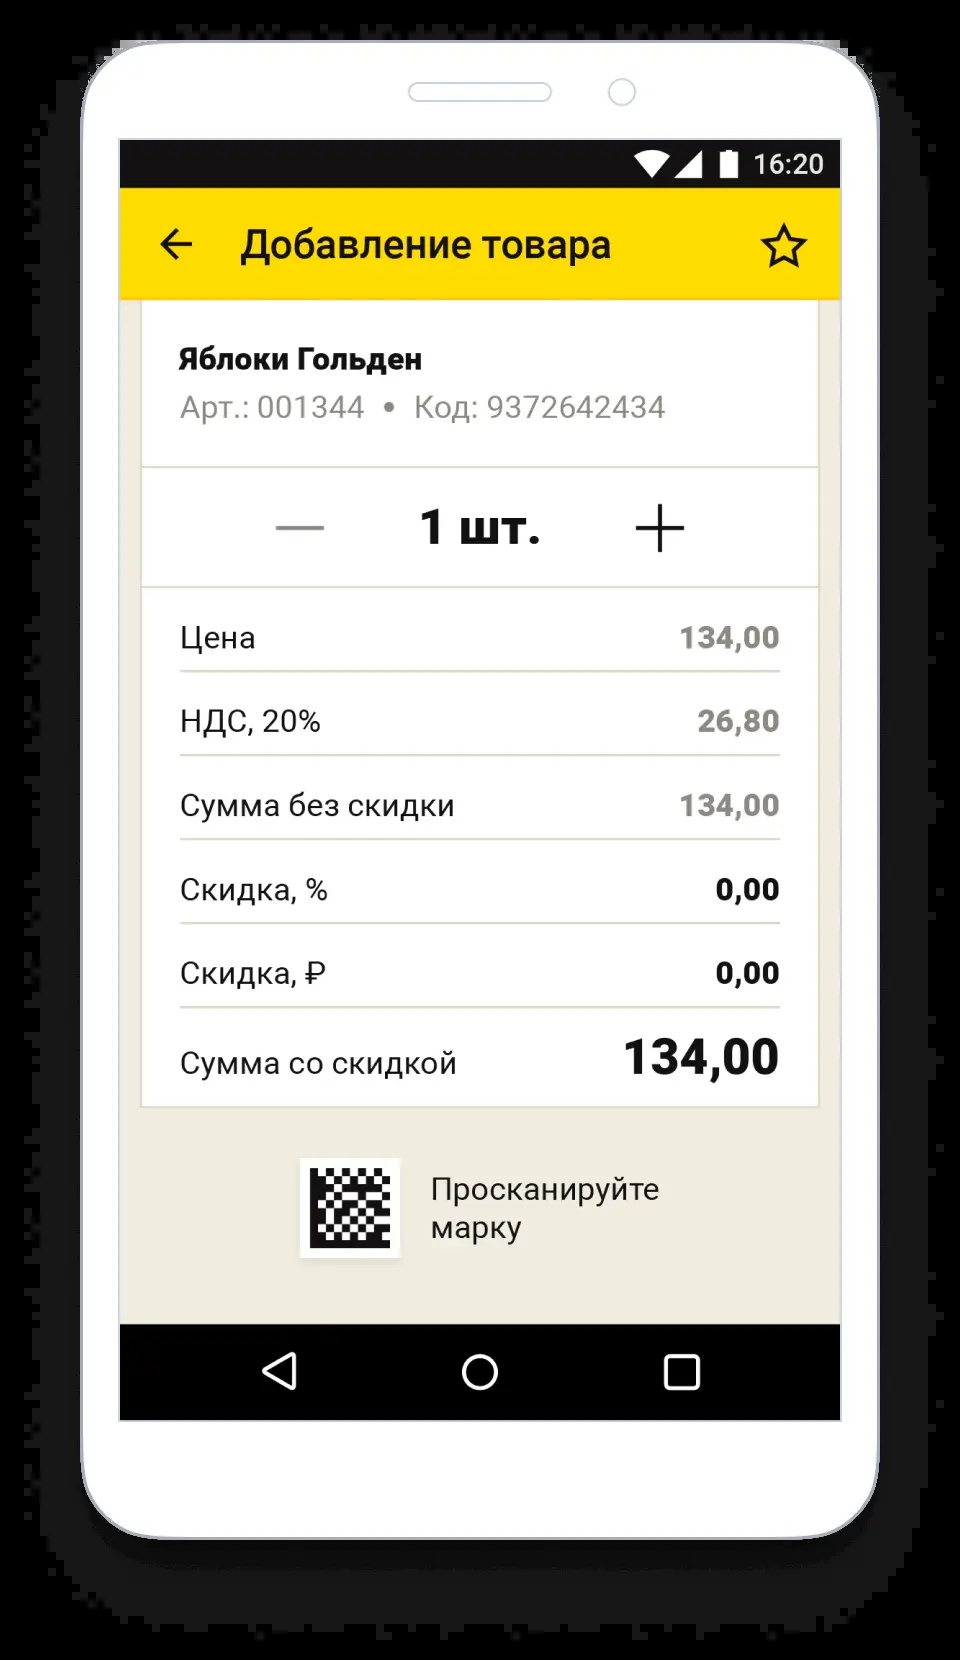 16:20
Добавление товара
Яблоки Гольден
Арт.: 001344 • Код: 9372642434
1 шт.
Цена 134,00
НДС, 20% 26,80
Сумма без скидки 134,00
Скидка, % 0,00
Скидка, ₽ 0,00
Сумма со скидкой 134,00
Просканируйте
марку